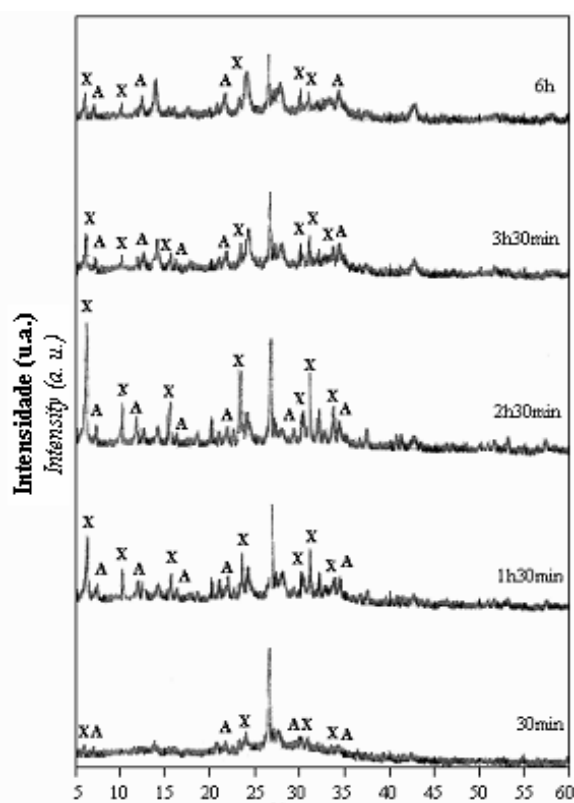 X A X A A X X X A 6h
X A X A X A A X X X X A 3h30min
X A X A X A A X A X X X A 2h30min
X A X A X A A X X X X A 1h30min
X A A X A X X A 30min
Intensidade (u.a.)
Intensity (a. u.)
5 10 15 20 25 30 35 40 45 50 55 60